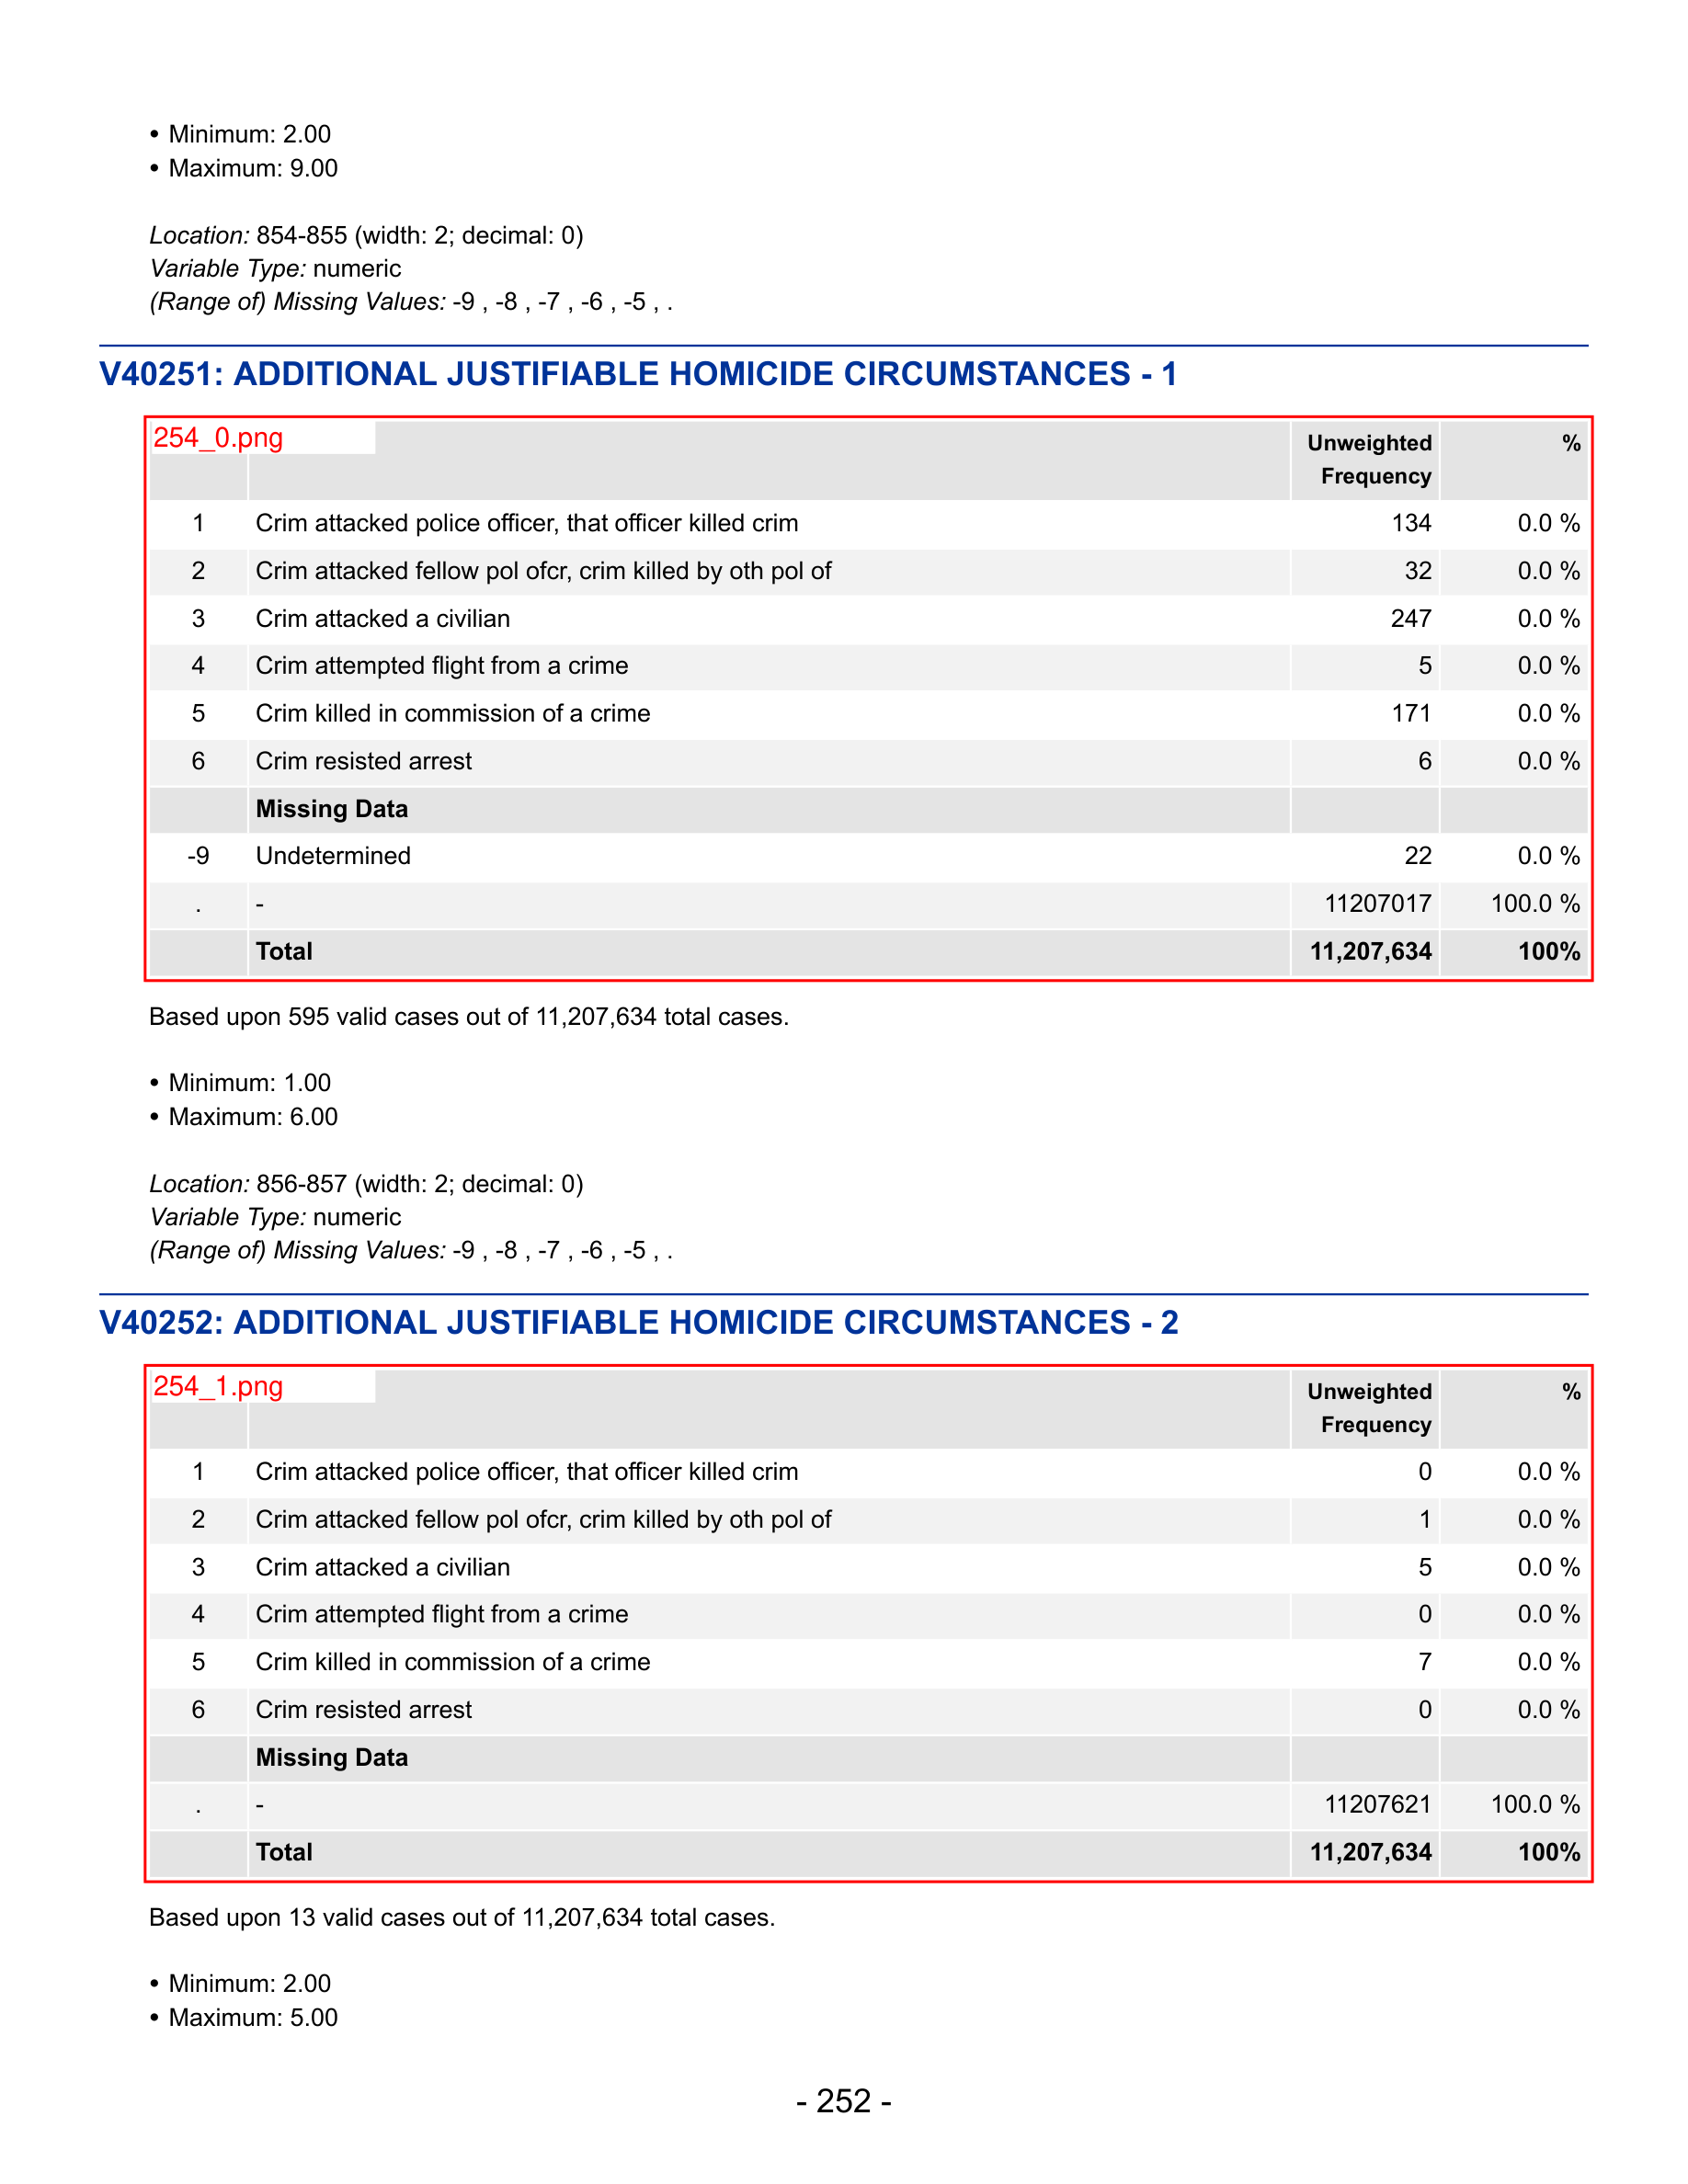 • Minimum: 2.00
• Maximum: 9.00
Location: 854-855 (width: 2; decimal: 0)
Variable Type: numeric
(Range of) Missing Values: -9 , -8 , -7 , -6 , -5 , .
V40251: ADDITIONAL JUSTIFIABLE HOMICIDE CIRCUMSTANCES - 1
254_0.png
Unweighted Frequency %
1 Crim attacked police officer, that officer killed crim 134 0.0 %
2 Crim attacked fellow pol ofcr, crim killed by oth pol of 32 0.0 %
3 Crim attacked a civilian 247 0.0 %
4 Crim attempted flight from a crime 5 0.0 %
5 Crim killed in commission of a crime 171 0.0 %
6 Crim resisted arrest 6 0.0 %
Missing Data
-9 Undetermined 22 0.0 %
. - 11207017 100.0 %
Total 11,207,634 100%
Based upon 595 valid cases out of 11,207,634 total cases.
• Minimum: 1.00
• Maximum: 6.00
Location: 856-857 (width: 2; decimal: 0)
Variable Type: numeric
(Range of) Missing Values: -9 , -8 , -7 , -6 , -5 , .
V40252: ADDITIONAL JUSTIFIABLE HOMICIDE CIRCUMSTANCES - 2
254_1.png
Unweighted Frequency %
1 Crim attacked police officer, that officer killed crim 0 0.0 %
2 Crim attacked fellow pol ofcr, crim killed by oth pol of 1 0.0 %
3 Crim attacked a civilian 5 0.0 %
4 Crim attempted flight from a crime 0 0.0 %
5 Crim killed in commission of a crime 7 0.0 %
6 Crim resisted arrest 0 0.0 %
Missing Data
. - 11207621 100.0 %
Total 11,207,634 100%
Based upon 13 valid cases out of 11,207,634 total cases.
• Minimum: 2.00
• Maximum: 5.00
- 252 -